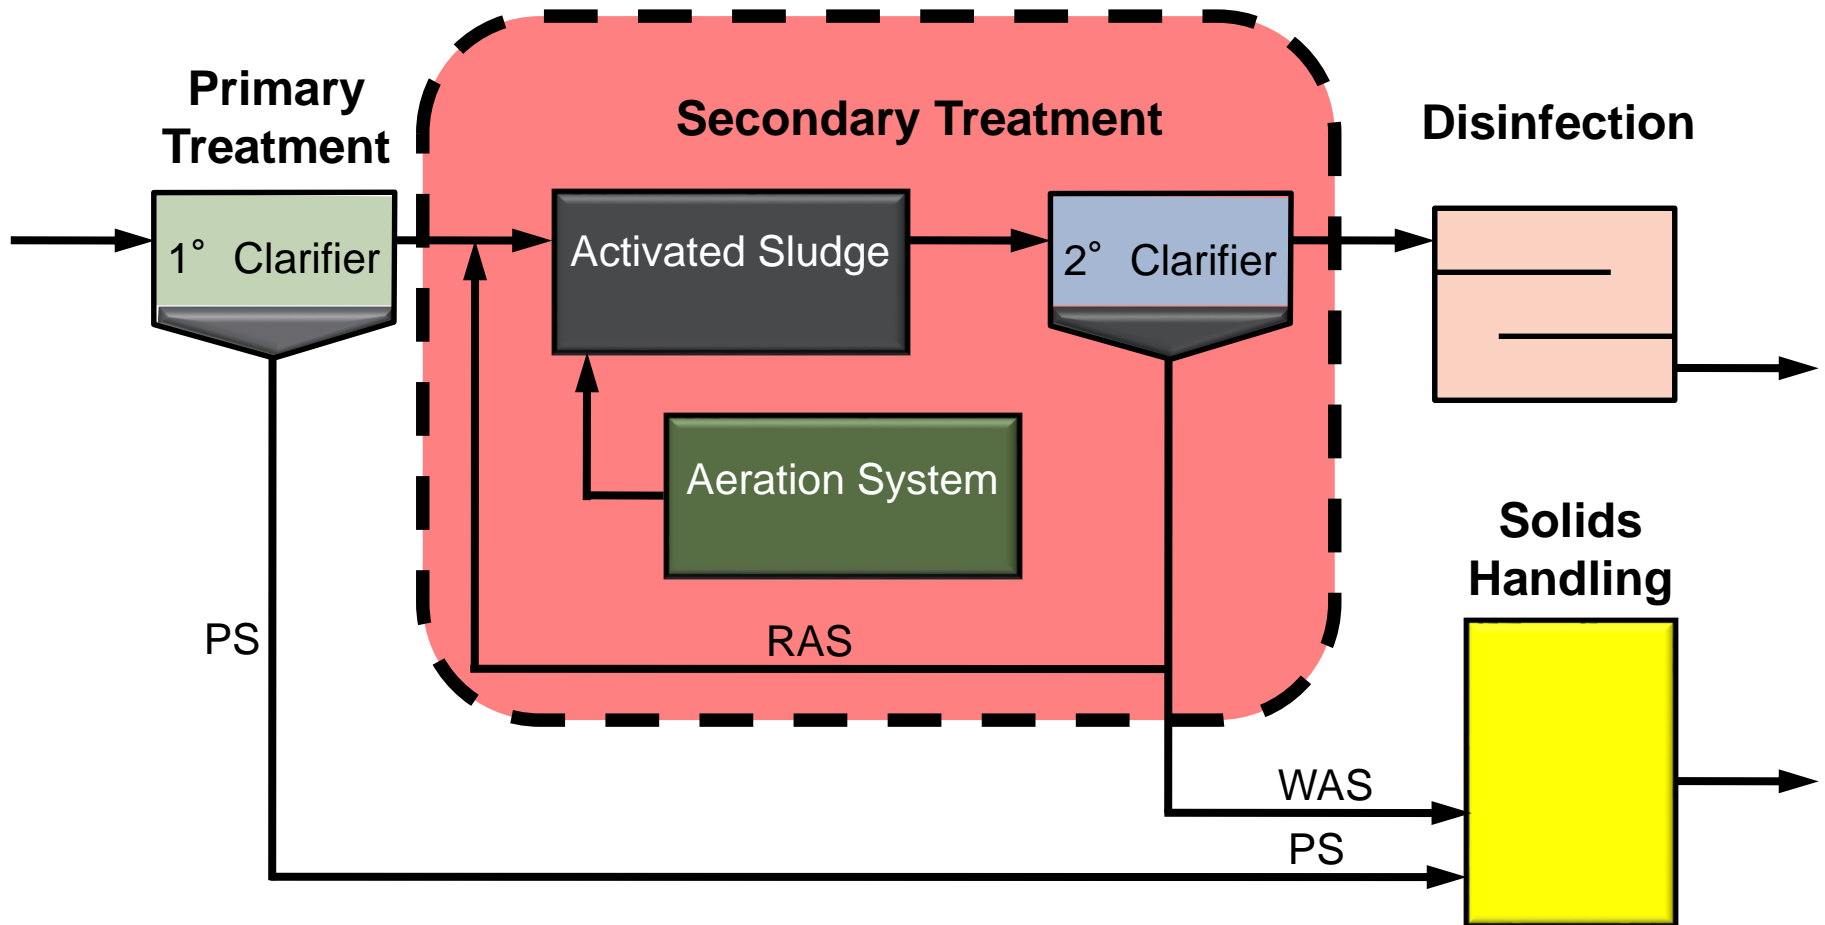 Primary
Treatment
Secondary Treatment
Disinfection
1° Clarifier
Activated Sludge
2° Clarifier
Aeration System
Solids
Handling
PS
RAS
WAS
PS